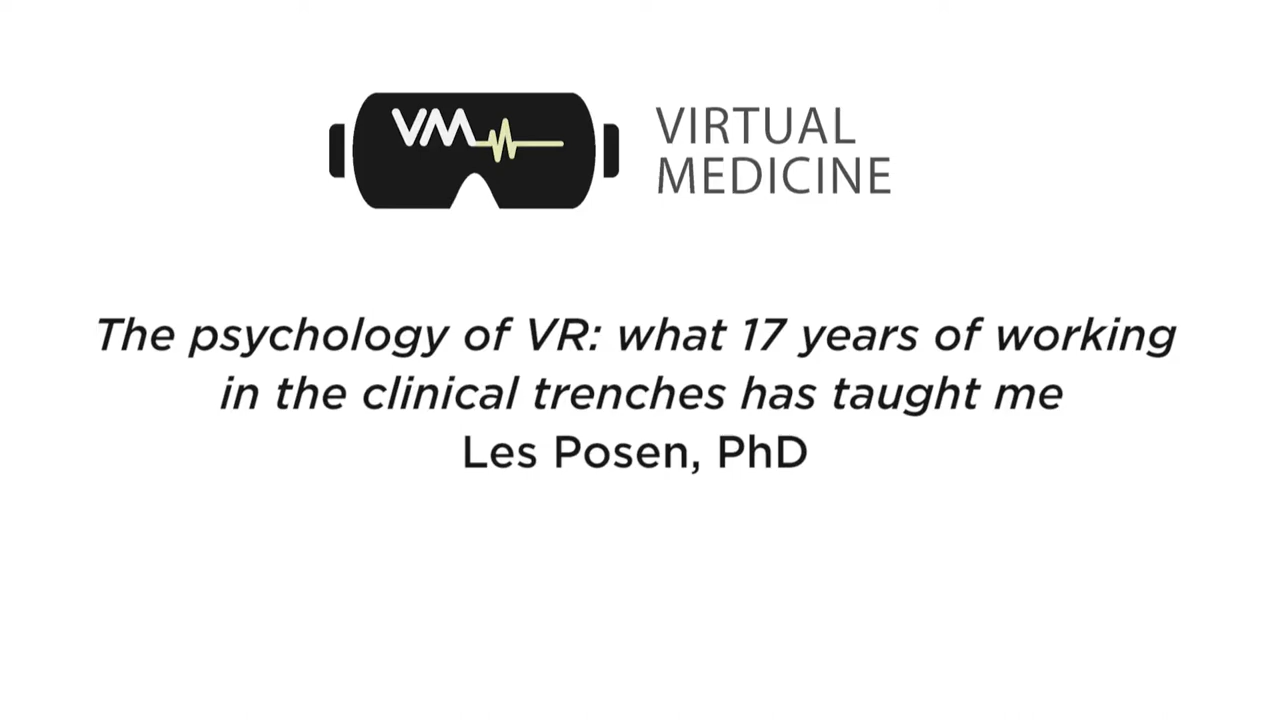 VM
VIRTUAL
MEDICINE
The psychology of VR: what 17 years of working
in the clinical trenches has taught me
Les Posen, PhD